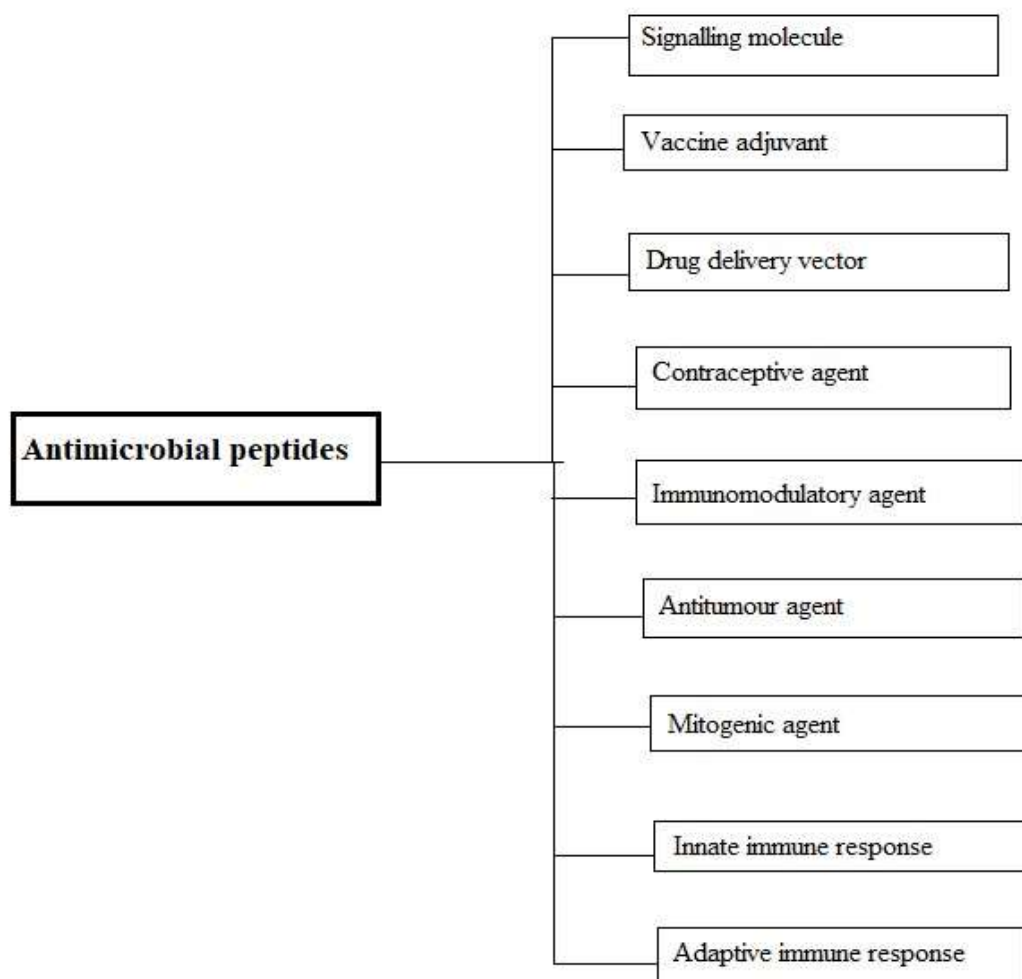 Signalling molecule
Vaccine adjuvant
Drug delivery vector
Contraceptive agent
Antimicrobial peptides
Immunomodulatory agent
Antitumour agent
Mitogenic agent
Innate immune response
Adaptive immune response